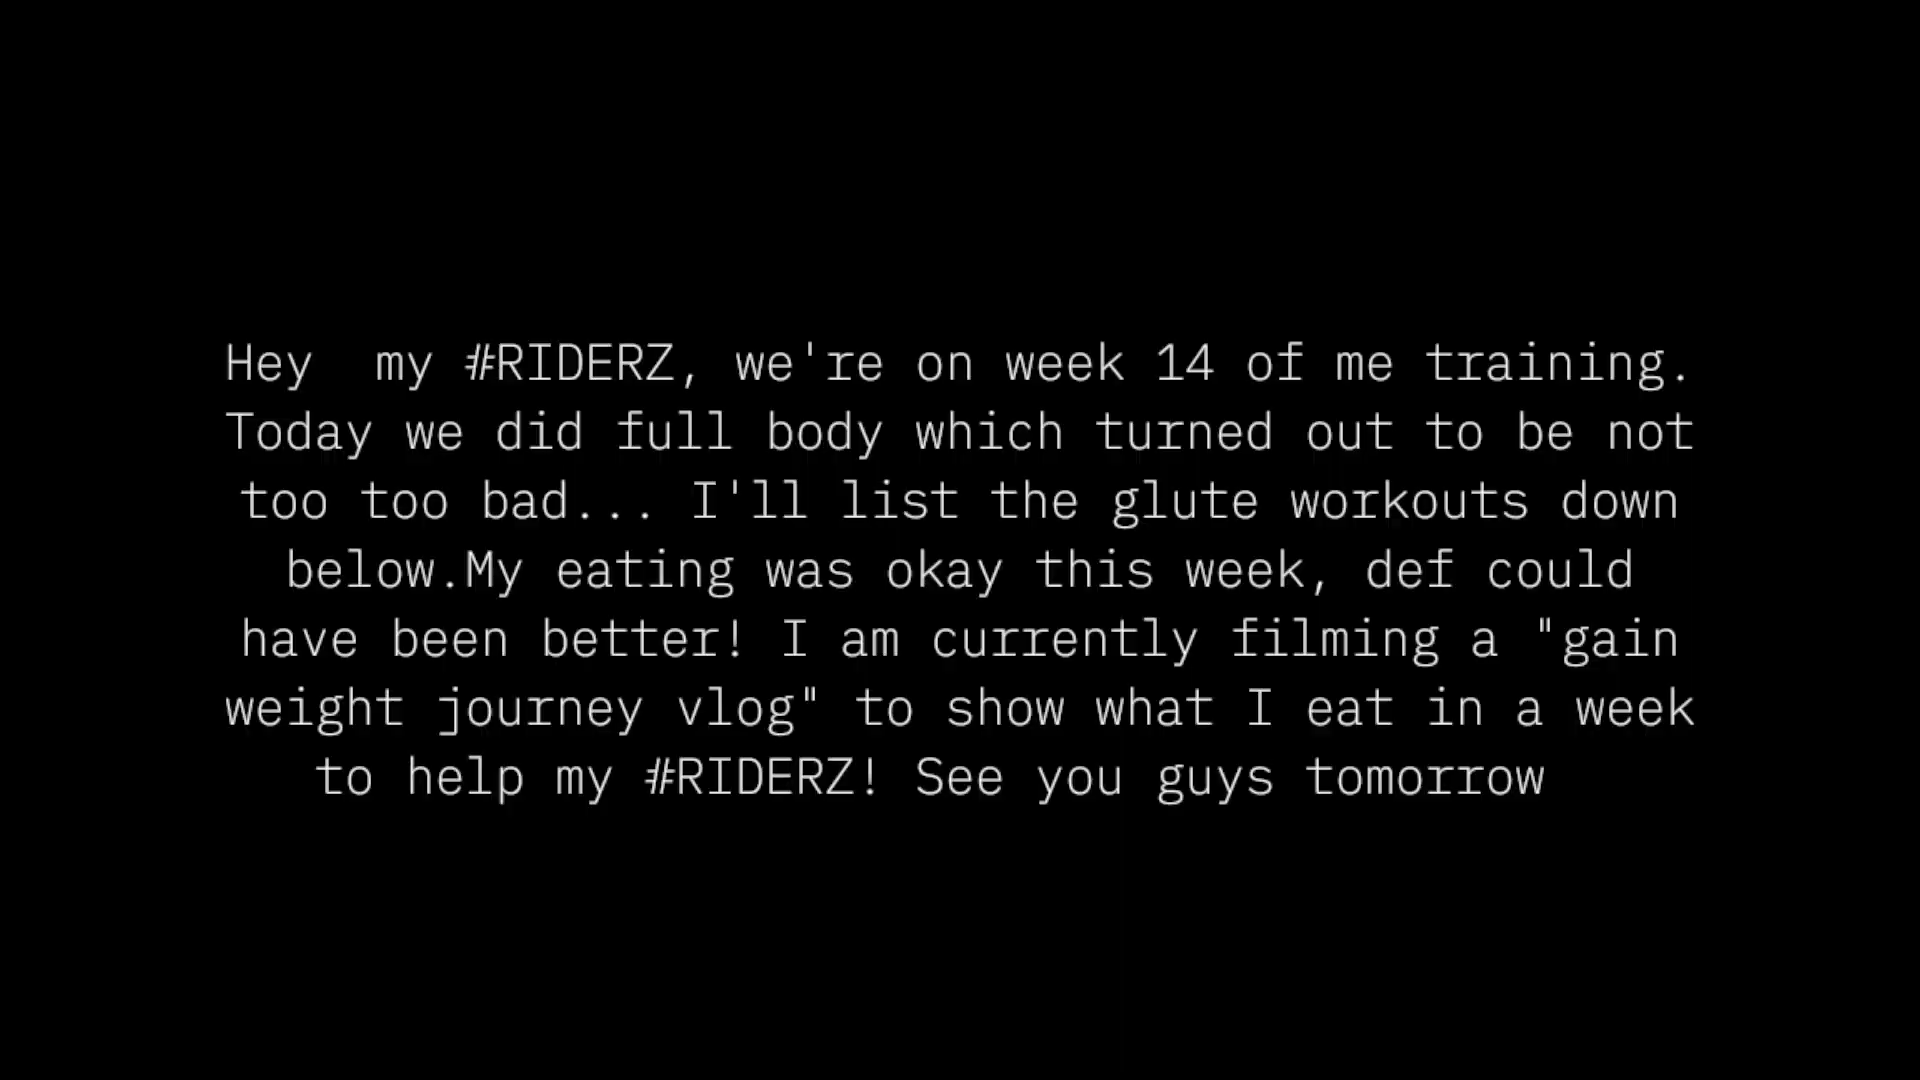 Hey  my #RIDERZ, we're on week 14 of me training.
Today we did full body which turned out to be not
too too bad... I'll list the glute workouts down
below.My eating was okay this week, def could
have been better! I am currently filming a "gain
weight journey vlog" to show what I eat in a week
to help my #RIDERZ! See you guys tomorrow